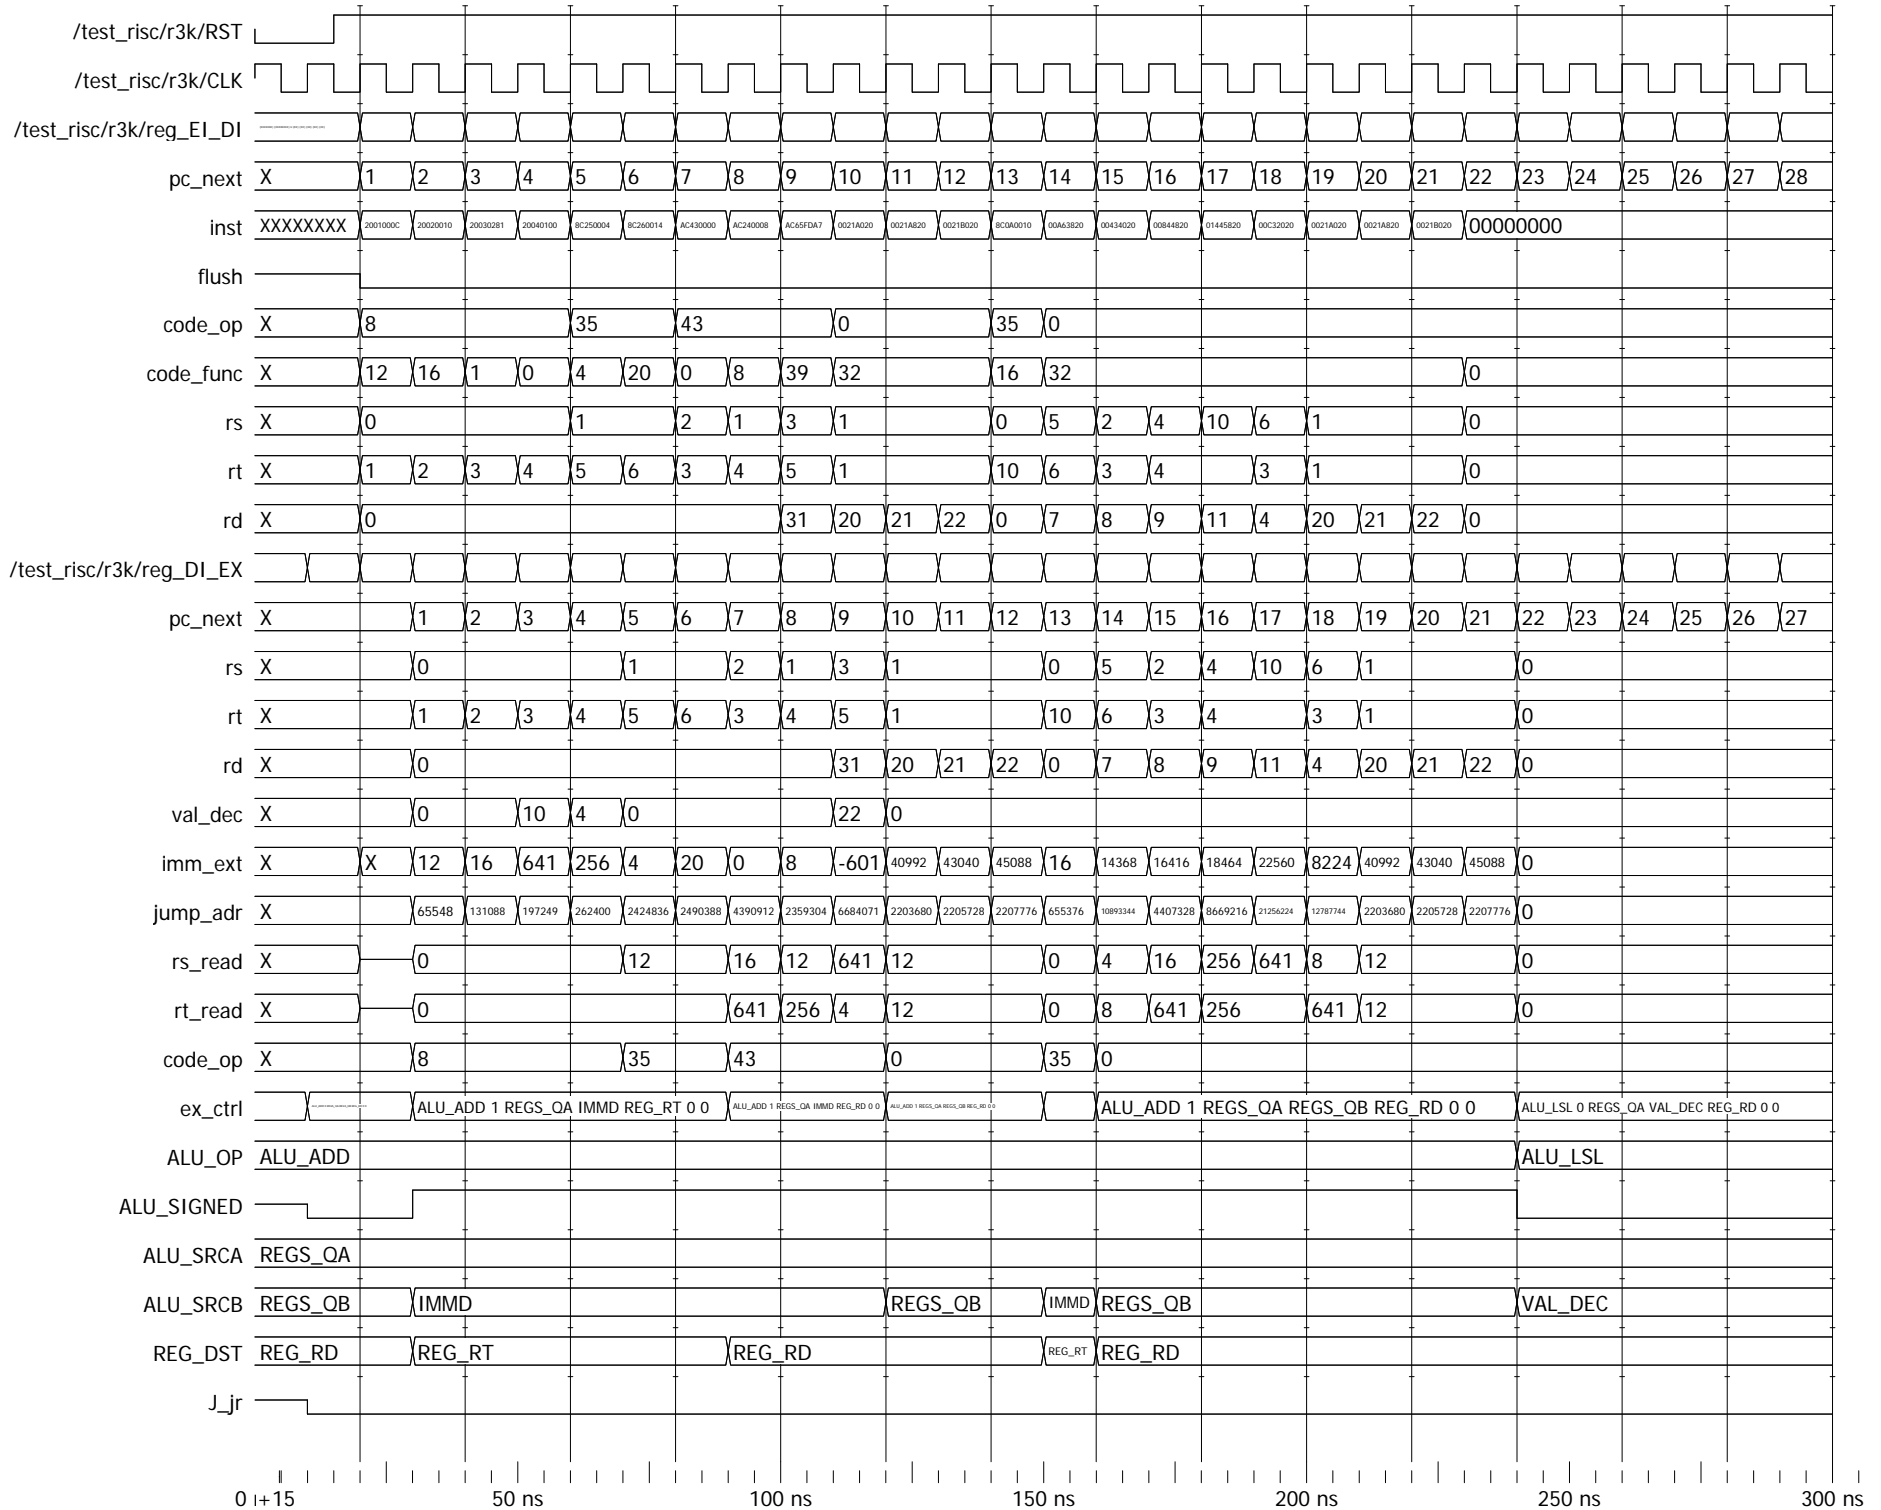 /test_risc/r3k/RST
/test_risc/r3k/CLK
/test_risc/r3k/reg_EI_DI
pc_next X 1 2 3 4 5 6 7 8 9 10 11 12 13 14 15 16 17 18 19 20 21 22 23 24 25 26 27 28
inst XXXXXXXX 2001000C 20020010 20030281 20040100 8C250004 8C260014 AC430000 AC240008 AC65FDA7 0021A020 0021A820 0021B020 8C0A0010 00A63820 00434020 00844820 01445820 00C32020 0021A020 0021A820 0021B020 00000000
flush
code_op X 8 35 43 0 35 0
code_func X 12 16 1 0 4 20 0 8 39 32 16 32 0
rs X 0 1 2 1 3 1 0 5 2 4 10 6 1 0
rt X 1 2 3 4 5 6 3 4 5 1 10 6 3 4 3 1 0
rd X 0 31 20 21 22 0 7 8 9 11 4 20 21 22 0
/test_risc/r3k/reg_DI_EX
pc_next X 1 2 3 4 5 6 7 8 9 10 11 12 13 14 15 16 17 18 19 20 21 22 23 24 25 26 27
rs X 0 1 2 1 3 1 0 5 2 4 10 6 1 0
rt X 1 2 3 4 5 6 3 4 5 1 10 6 3 4 3 1 0
rd X 0 31 20 21 22 0 7 8 9 11 4 20 21 22 0
val_dec X 0 10 4 0 22 0
imm_ext X X 12 16 641 256 4 20 0 8 -601 40992 43040 45088 16 14368 16416 18464 22560 8224 40992 43040 45088 0
jump_adr X 65548 131088 197249 262400 2424836 2490388 4390912 2359304 6684071 2203680 2205728 2207776 655376 10893344 4407328 8669216 21256224 12787744 2203680 2205728 2207776 0
rs_read X 0 12 16 12 641 12 0 4 16 256 641 8 12 0
rt_read X 0 641 256 4 12 0 8 641 256 641 12 0
code_op X 8 35 43 0 35 0
ex_ctrl ALU_ADD 1 REGS_QA IMMD REG_RT 0 0 ALU_ADD 1 REGS_QA IMMD REG_RD 0 0 ALU_ADD 1 REGS_QA REGS_QB REG_RD 0 0 ALU_ADD 1 REGS_QA REGS_QB REG_RD 0 0 ALU_LSL 0 REGS_QA VAL_DEC REG_RD 0 0
ALU_OP ALU_ADD ALU_LSL
ALU_SIGNED
ALU_SRCA REGS_QA
ALU_SRCB REGS_QB IMMD REGS_QB IMMD REGS_QB VAL_DEC
REG_DST REG_RD REG_RT REG_RD REG_RT REG_RD
J_jr
0 +15 50 ns 100 ns 150 ns 200 ns 250 ns 300 ns